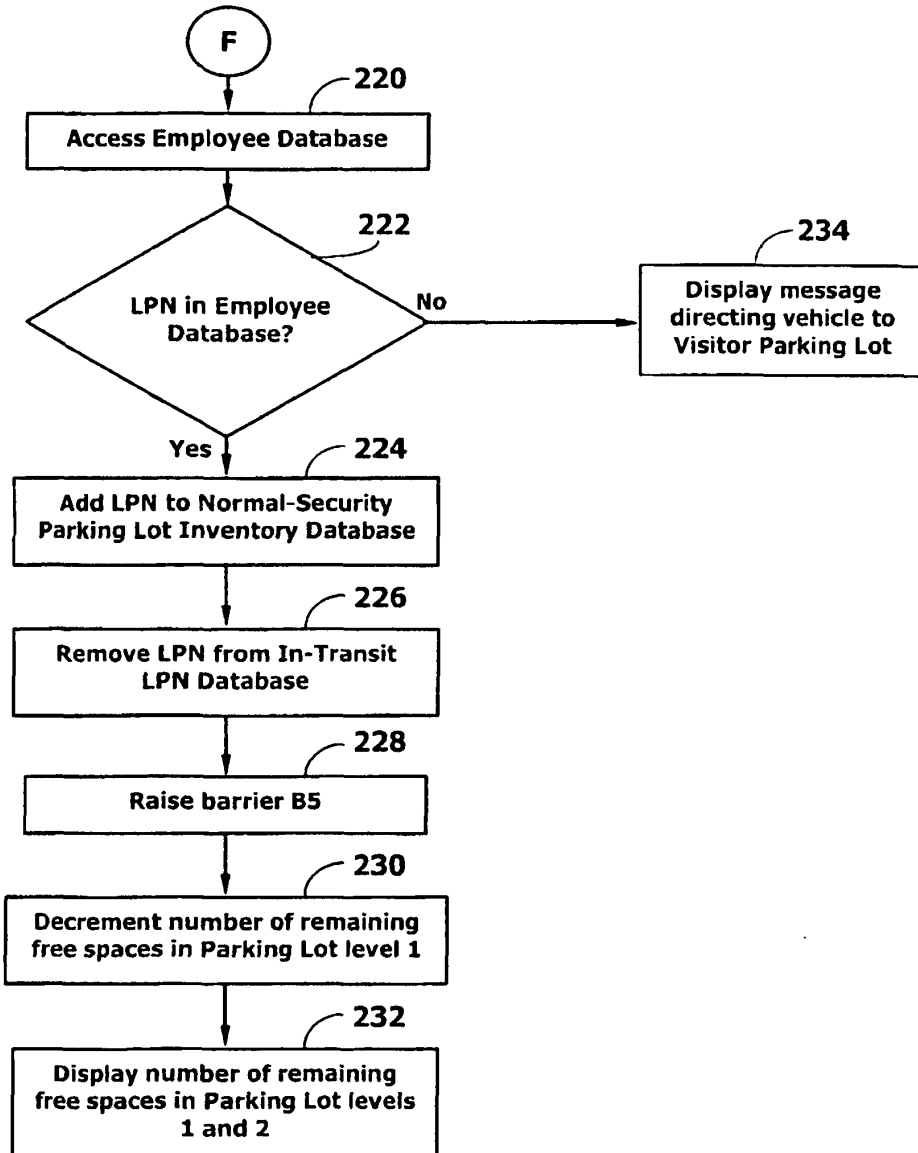 F
220
Access Employee Database
222
LPN in Employee
Database?
No
234
Display message
directing vehicle to
Visitor Parking Lot
Yes
224
Add LPN to Normal-Security
Parking Lot Inventory Database
226
Remove LPN from In-Transit
LPN Database
228
Raise barrier B5
230
Decrement number of remaining
free spaces in Parking Lot level 1
232
Display number of remaining
free spaces in Parking Lot levels
1 and 2